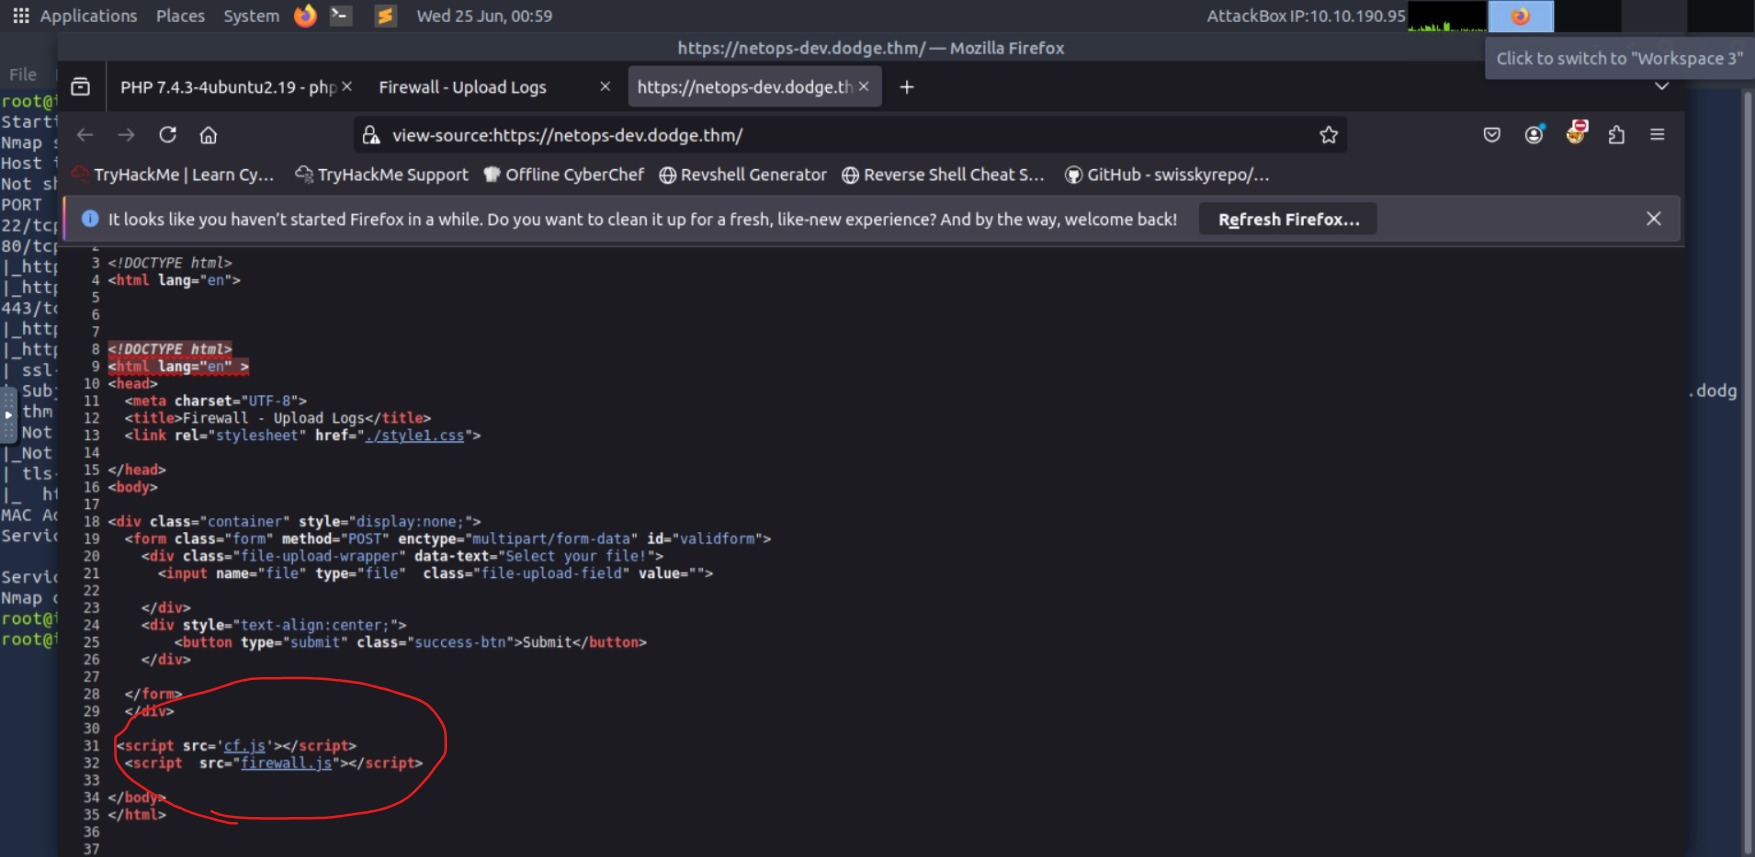 Applications Places System Wed 25 Jun, 00:59 AttackBox IP:10.10.190.95
https://netops-dev.dodge.thm/ — Mozilla Firefox
Click to switch to "Workspace 3"
File
PHP 7.4.3-4ubuntu2.19 - php Firewall - Upload Logs https://netops-dev.dodge.th
view-source:https://netops-dev.dodge.thm/
TryHackMe | Learn Cy... TryHackMe Support Offline CyberChef Revshell Generator Reverse Shell Cheat S... GitHub - swisskyrepo/...
It looks like you haven't started Firefox in a while. Do you want to clean it up for a fresh, like-new experience? And by the way, welcome back! Refresh Firefox...
root@
Start
Nmap
Host
Not
PORT
22/tcp
80/tcp
|_http
|_http
443/t
|_http
|_http
| ssl-
Sub
thm
Not
|_Not
| tls-
|_
MAC
Servi
Servi
Nmap
root@
root@
.dodg
3 <!DOCTYPE html>
4 <html lang="en">
5
6
7
8 <!DOCTYPE html>
9 <html lang="en" >
10 <head>
11 <meta charset="UTF-8">
12 <title>Firewall - Upload Logs</title>
13 <link rel="stylesheet" href="./style1.css">
14
15 </head>
16 <body>
17
18 <div class="container" style="display:none;">
19 <form class="form" method="POST" enctype="multipart/form-data" id="validform">
20 <div class="file-upload-wrapper" data-text="Select your file!">
21 <input name="file" type="file" class="file-upload-field" value="">
22
23 </div>
24 <div style="text-align:center;">
25 <button type="submit" class="success-btn">Submit</button>
26 </div>
27
28 </form>
29 </div>
30
31 <script src='cf.js'></script>
32 <script src="firewall.js"></script>
33
34 </body>
35 </html>
36
37